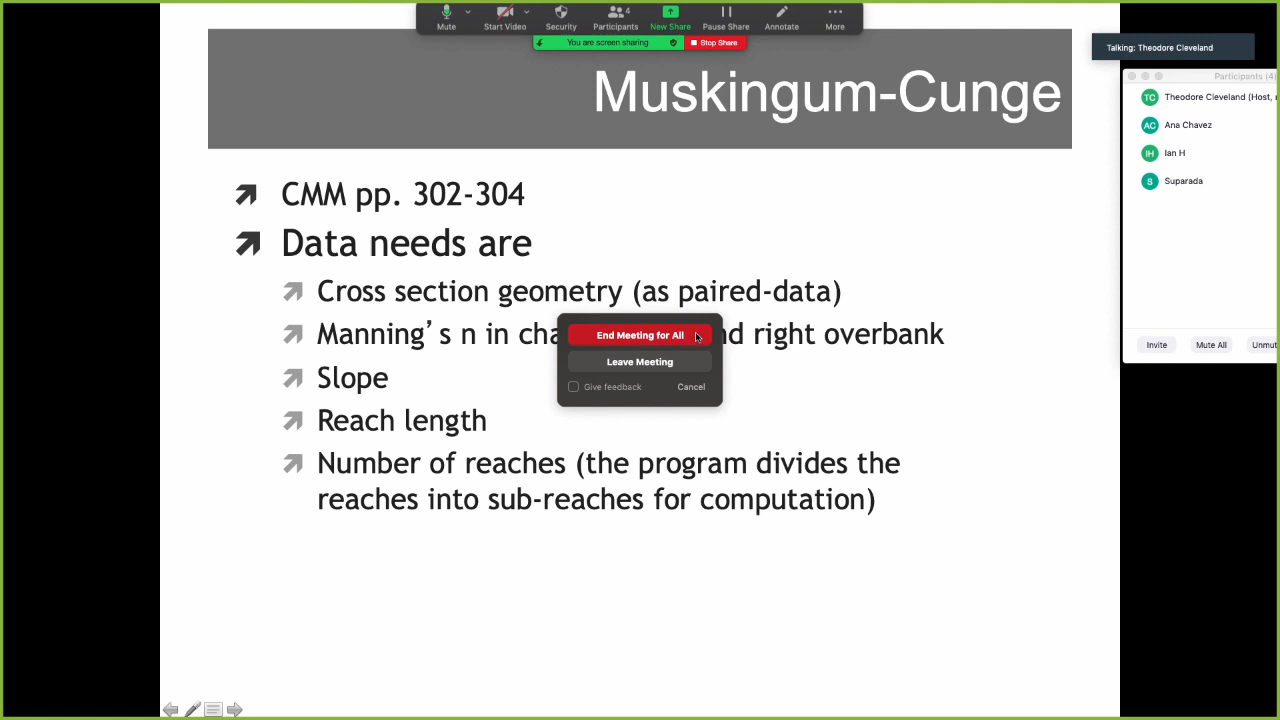 Mute
Start Video
Security
Participants
4
New Share
Pause Share
Annotate
More
You are screen sharing
Stop Share
Talking: Theodore Cleveland
Muskingum-Cunge
Participants (4)
TC Theodore Cleveland (Host,
AC Ana Chavez
IH Ian H
S Suparada
Invite
Mute All
Unmut
CMM pp. 302-304
Data needs are
Cross section geometry (as paired-data)
Manning's n in cha nd right overbank
Slope
Reach length
Number of reaches (the program divides the
reaches into sub-reaches for computation)
End Meeting for All
Leave Meeting
Give feedback
Cancel